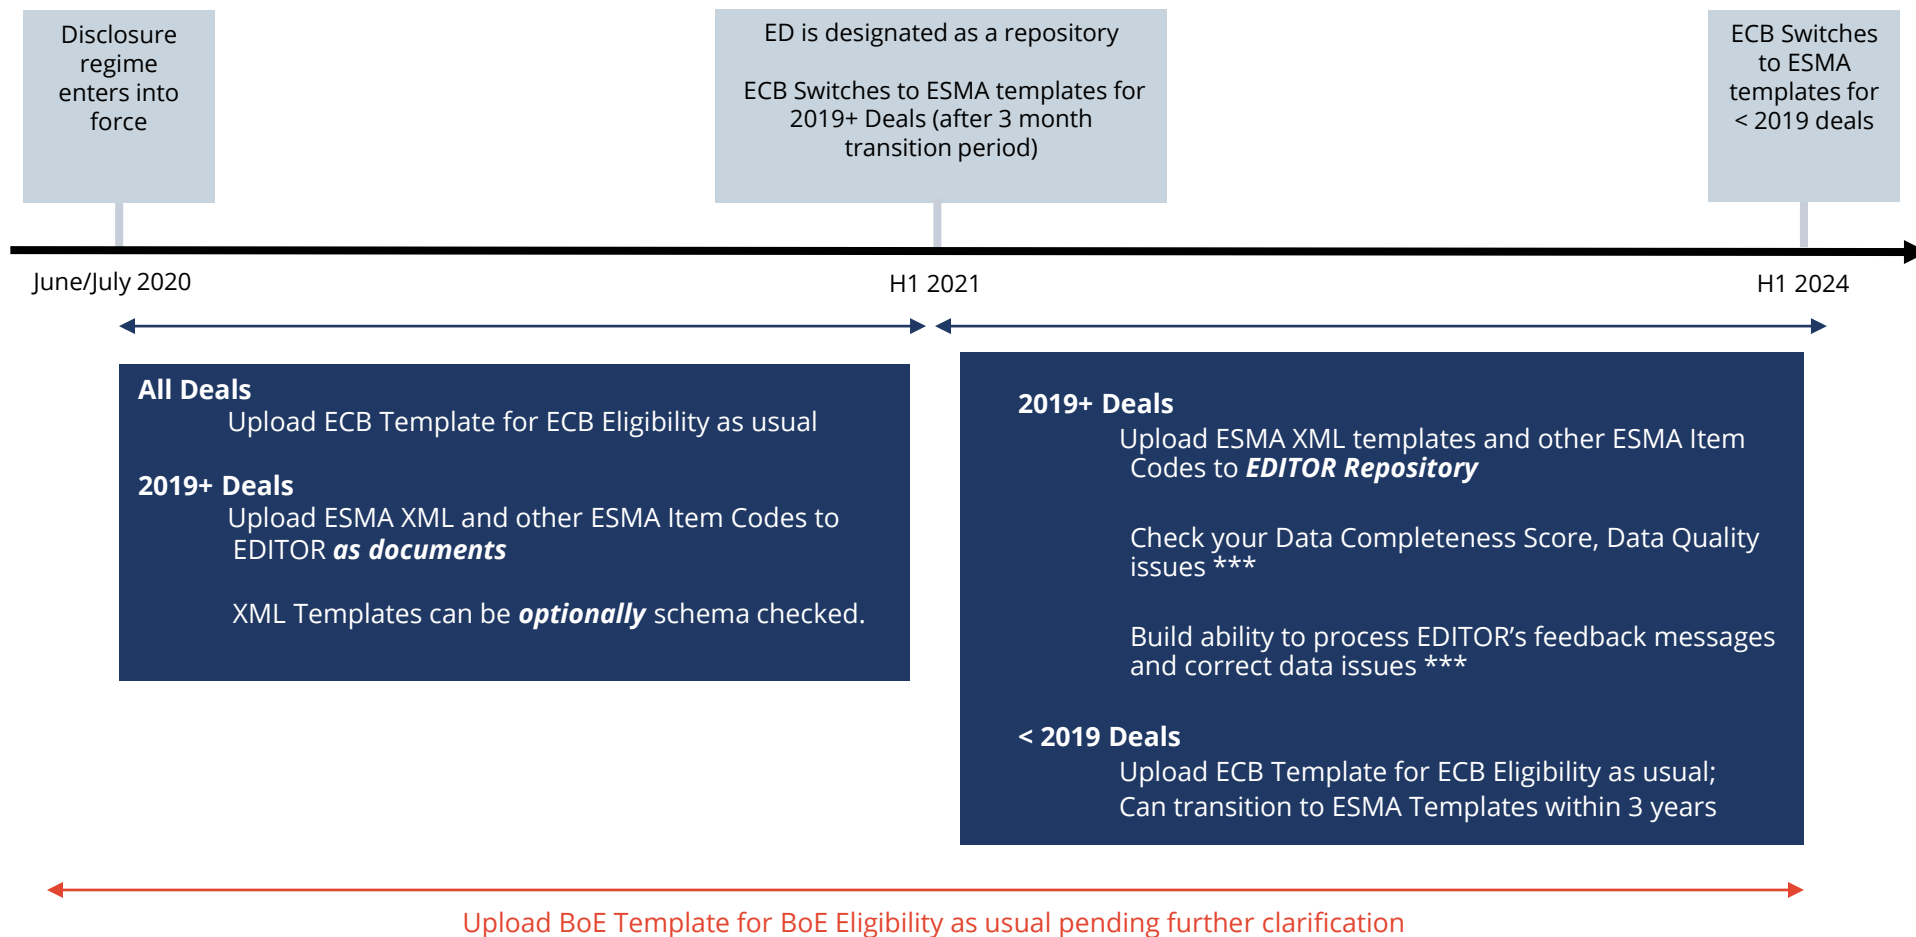 Disclosure
regime
enters into
force
ED is designated as a repository
ECB Switches to ESMA templates for
2019+ Deals (after 3 month
transition period)
ECB Switches
to ESMA
templates for
< 2019 deals
June/July 2020
H1 2021
H1 2024
All Deals
Upload ECB Template for ECB Eligibility as usual
2019+ Deals
Upload ESMA XML and other ESMA Item Codes to
EDITOR as documents
XML Templates can be optionally schema checked.
2019+ Deals
Upload ESMA XML templates and other ESMA Item
Codes to EDITOR Repository
Check your Data Completeness Score, Data Quality
issues ***
Build ability to process EDITOR’s feedback messages
and correct data issues ***
< 2019 Deals
Upload ECB Template for ECB Eligibility as usual;
Can transition to ESMA Templates within 3 years
Upload BoE Template for BoE Eligibility as usual pending further clarification